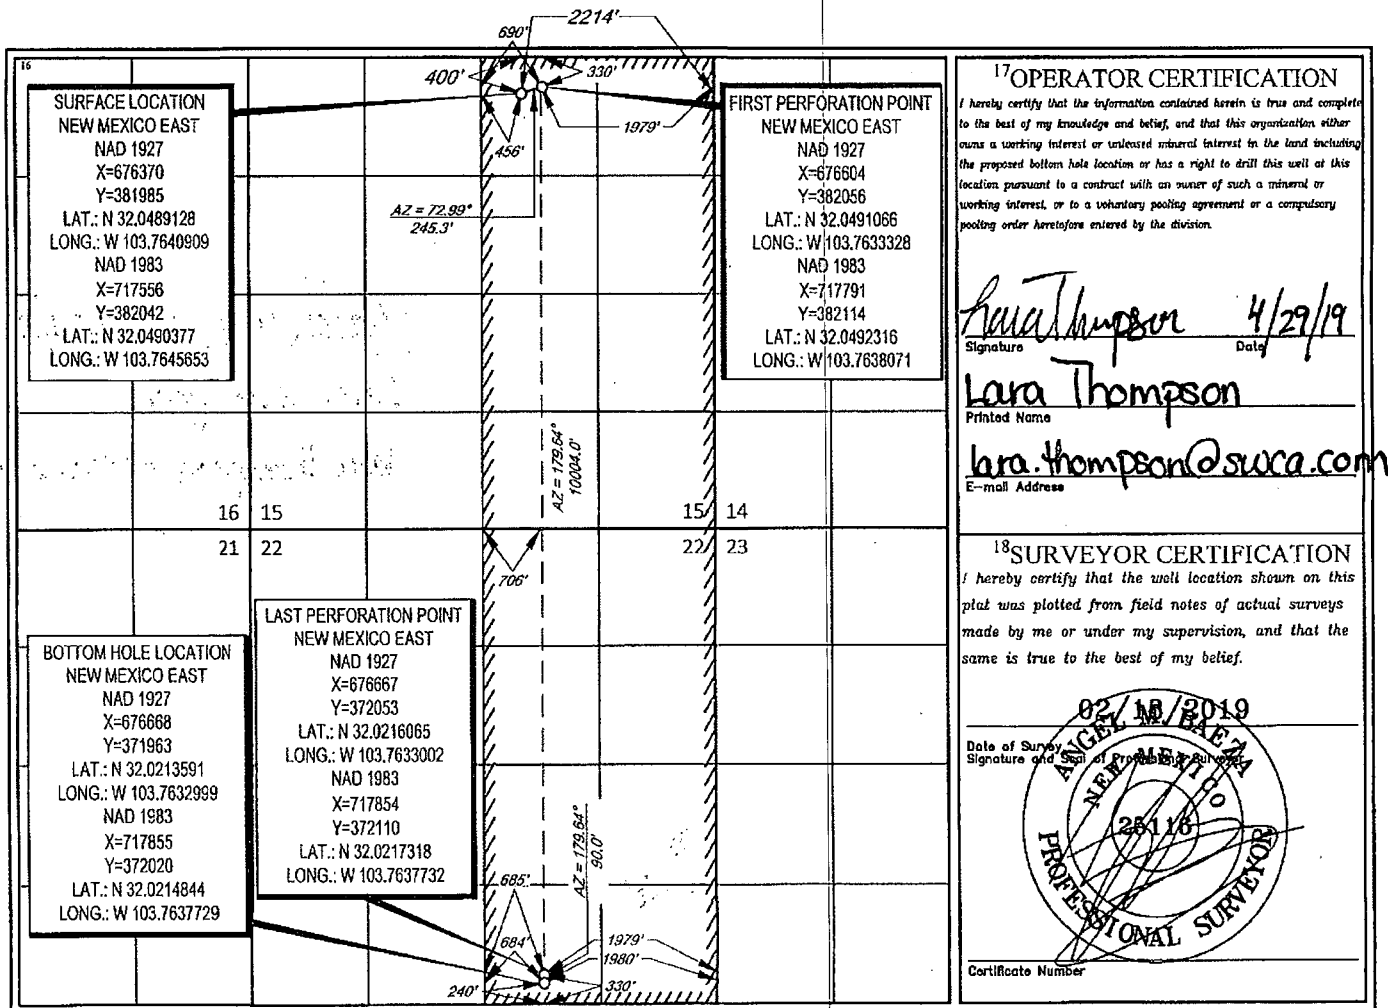 2214'
690'
16
400'
330'
1979'
456'
AZ = 72.99°
245.3'
SURFACE LOCATION
NEW MEXICO EAST
NAD 1927
X=676370
Y=381985
LAT.: N 32.0489128
LONG.: W 103.7640909
NAD 1983
X=717556
Y=382042
LAT.: N 32.0490377
LONG.: W 103.7645653
FIRST PERFORATION POINT
NEW MEXICO EAST
NAD 1927
X=676604
Y=382056
LAT.: N 32.0491066
LONG.: W 103.7633328
NAD 1983
X=717791
Y=382114
LAT.: N 32.0492316
LONG.: W 103.7638071
AZ = 179.64°
10004.0'
16 15
15 14
21 22
22 23
706'
BOTTOM HOLE LOCATION
NEW MEXICO EAST
NAD 1927
X=676668
Y=371963
LAT.: N 32.0213591
LONG.: W 103.7632999
NAD 1983
X=717855
Y=372020
LAT.: N 32.0214844
LONG.: W 103.7637729
LAST PERFORATION POINT
NEW MEXICO EAST
NAD 1927
X=676667
Y=372053
LAT.: N 32.0216065
LONG.: W 103.7633002
NAD 1983
X=717854
Y=372110
LAT.: N 32.0217318
LONG.: W 103.7637732
AZ = 179.64°
90.0'
685'
684'
1979'
1980'
240'
330'
17 OPERATOR CERTIFICATION
I hereby certify that the information contained herein is true and complete
to the best of my knowledge and belief, and that this organization either
owns a working interest or unleased mineral interest in the land including
the proposed bottom hole location or has a right to drill this well at this
location pursuant to a contract with an owner of such a mineral or
working interest, or to a voluntary pooling agreement or a compulsory
pooling order heretofore entered by the division.
Lara Thompson 4/29/19
Signature Date
Lara Thompson
Printed Name
lara.thompson@swca.com
E-mail Address
18 SURVEYOR CERTIFICATION
I hereby certify that the well location shown on this
plat was plotted from field notes of actual surveys
made by me or under my supervision, and that the
same is true to the best of my belief.
02/13/2019
Date of Survey
Signature and Seal of Professional Surveyor
ANGEL M. BAEZA
NEW MEXICO
25116
PROFESSIONAL SURVEYOR
Certificate Number